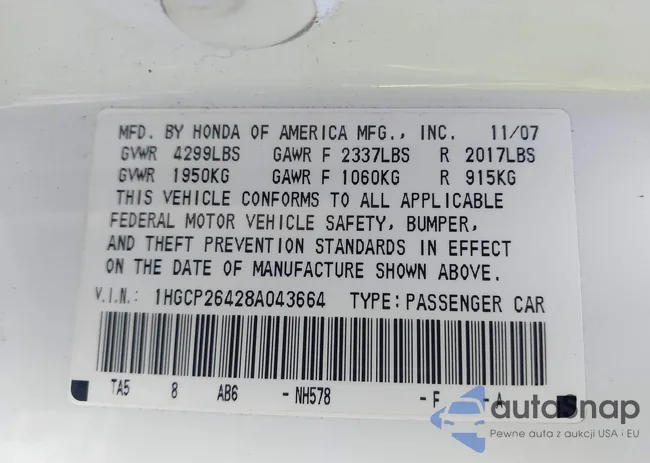 MFD. BY HONDA OF AMERICA MFG., INC. 11/07
GVWR 4299LBS GAWR F 2337LBS R 2017LBS
GVWR 1950KG GAWR F 1060KG R 915KG
THIS VEHICLE CONFORMS TO ALL APPLICABLE
FEDERAL MOTOR VEHICLE SAFETY, BUMPER,
AND THEFT PREVENTION STANDARDS IN EFFECT
ON THE DATE OF MANUFACTURE SHOWN ABOVE.
V.I.N.: 1HGCP26428A043664 TYPE: PASSENGER CAR
TA5 8 AB6 -NH578 -F -A
autosnap
Pewne auta z aukcji USA i EU